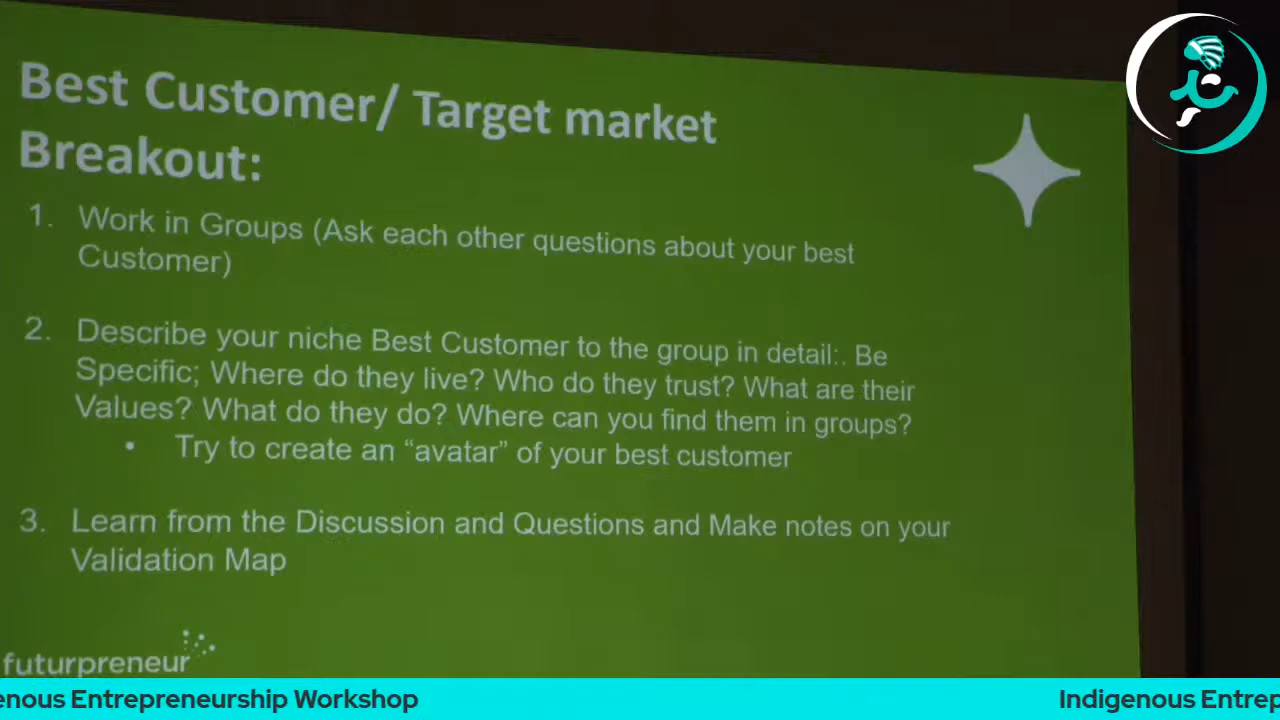 Best Customer/ Target market
Breakout:
1. Work in Groups (Ask each other questions about your best
Customer)
2. Describe your niche Best Customer to the group in detail:. Be
Specific; Where do they live? Who do they trust? What are their
Values? What do they do? Where can you find them in groups?
• Try to create an “avatar” of your best customer
3. Learn from the Discussion and Questions and Make notes on your
Validation Map
futurpreneur
enous Entrepreneurship Workshop
Indigenous Entrep